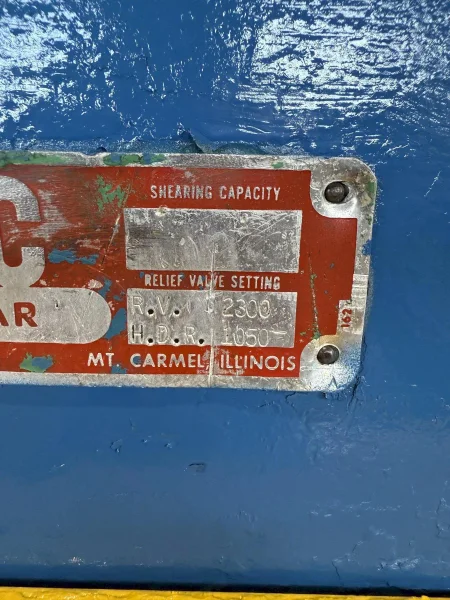 SHEARING CAPACITY
C
RELIEF VALVE SETTING
R.V. 2300
AR
H.D.R. 1050
MT. CARMEL, ILLINOIS